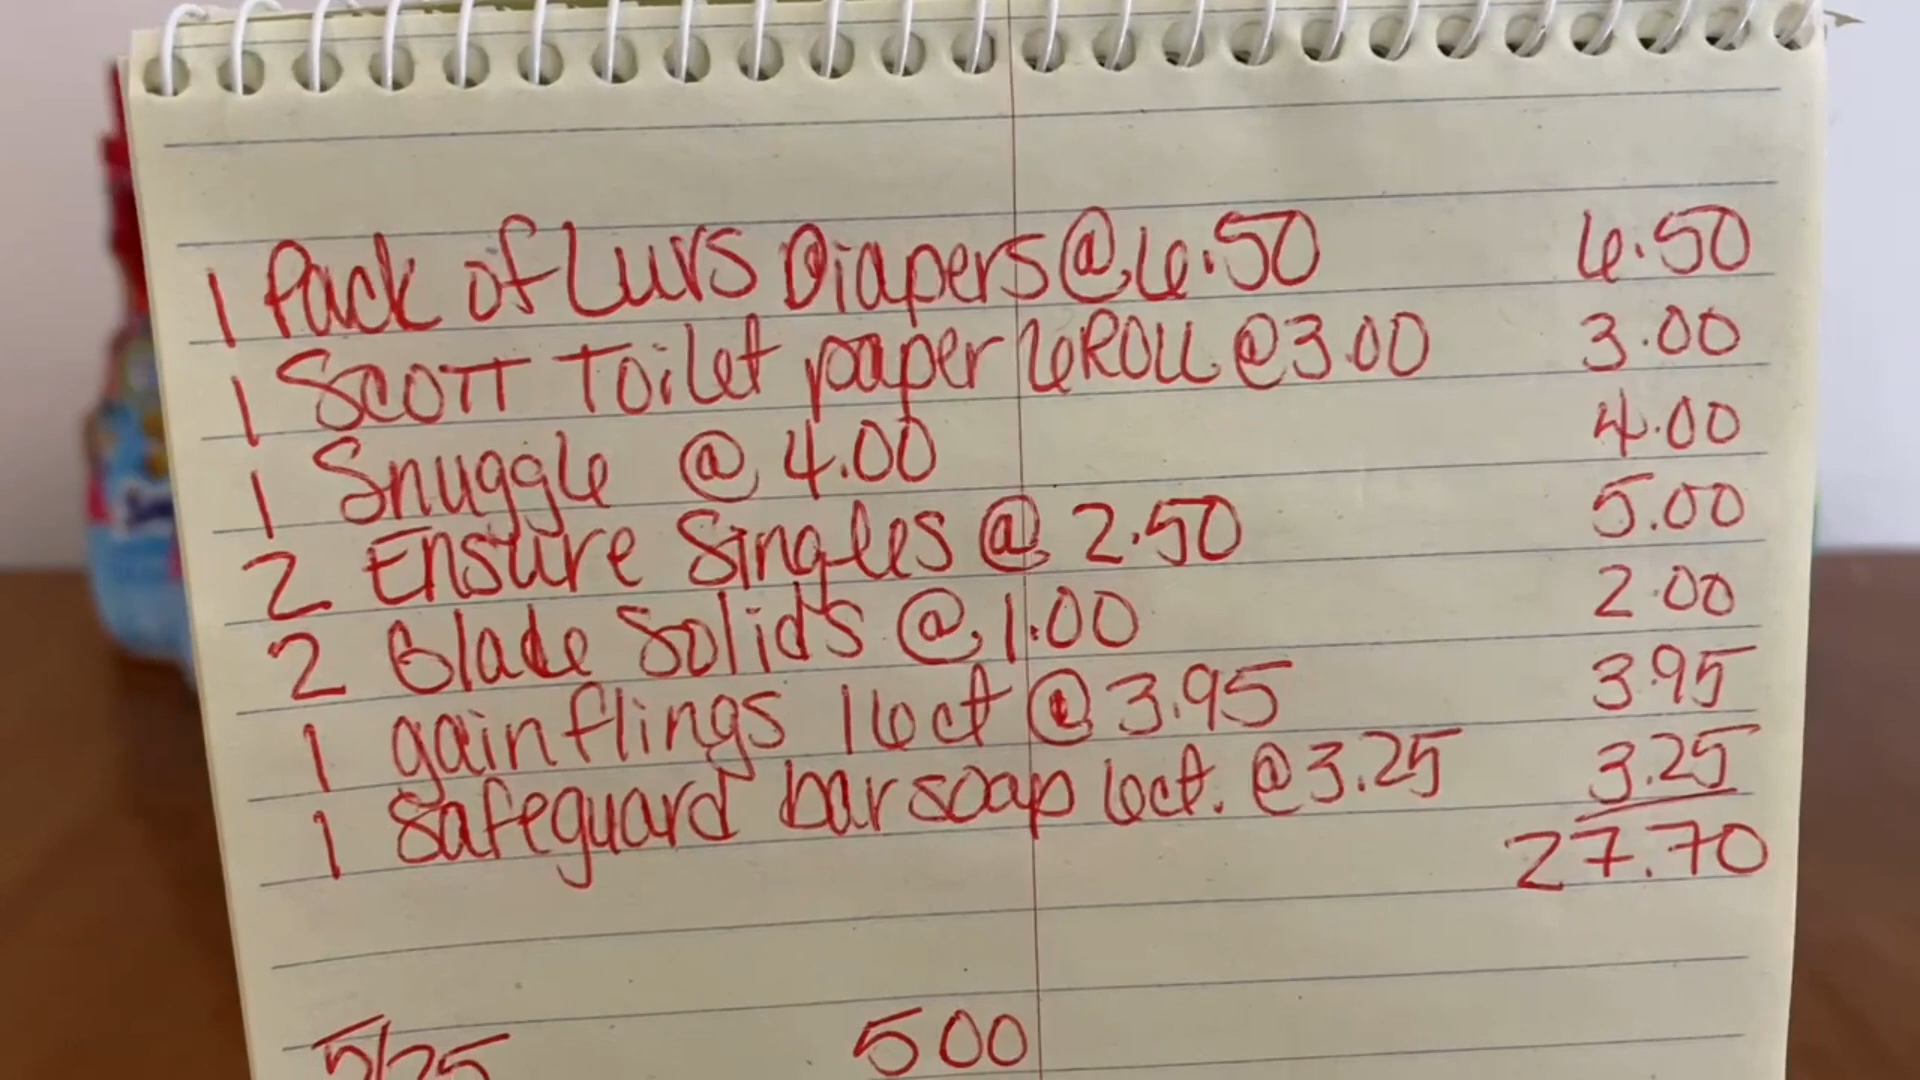 1 Pack of Luvs Diapers @ 6.50 6.50
1 Scott Toilet paper 6ROLL @ 3.00 3.00
1 Snuggle @ 4.00 4.00
2 Ensure Singles @ 2.50 5.00
2 Glade Solids @ 1.00 2.00
1 gain flings 16ct @ 3.95 3.95
1 Safeguard bar soap 6ct. @ 3.25 3.25
27.70
5/25 500